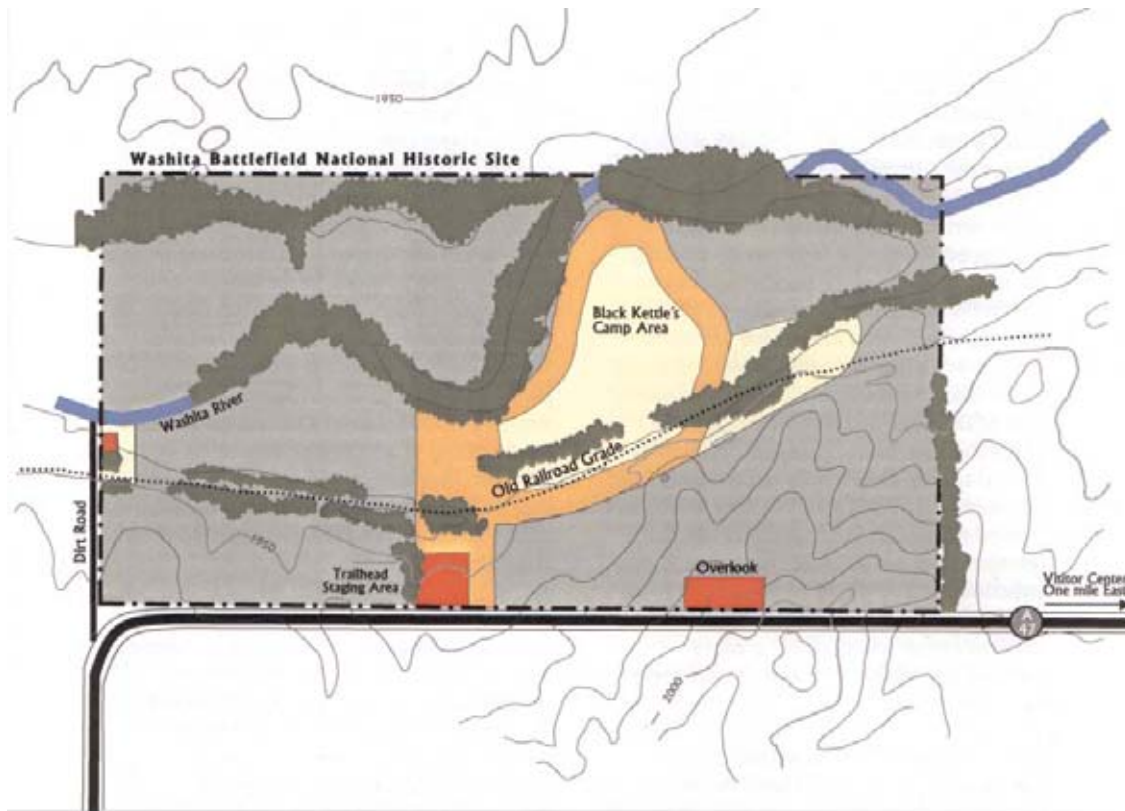 1950
Washita Battlefield National Historic Site
Black Kettle's
Camp Area
Washita River
Old Railroad Grade
Dirt Road
1950
Trailhead
Staging Area
Overlook
Visitor Center
One mile East
A
47
2000